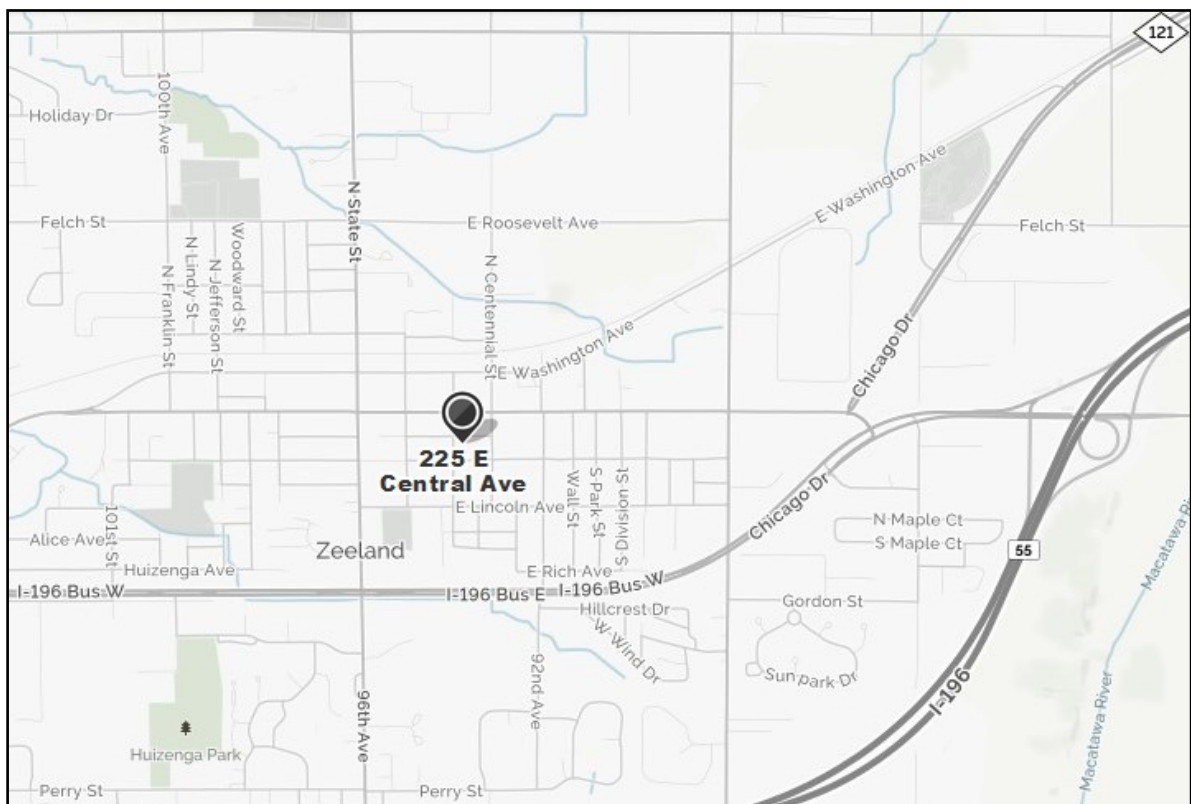 121
Holiday Dr
100th Ave
E Washington Ave
N State St
Felch St
E Roosevelt Ave
Felch St
Woodward St
N Lindy St
N Jefferson St
N Franklin St
N Centennial St
E Washington Ave
Chicago Dr
225 E
Central Ave
E Lincoln Ave
Wall St
S Park St
S Division St
Chicago Dr
N Maple Ct
S Maple Ct
55
101st St
Alice Ave
Zeeland
Huizenga Ave
E Rich Ave
I-196 Bus W
I-196 Bus E
I-196 Bus W
Hillcrest Dr
Gordon St
W Wind Dr
Sun park Dr
Macatawa Riv
92nd Ave
96th Ave
I-196
Macatawa River
Huizenga Park
Perry St
Perry St